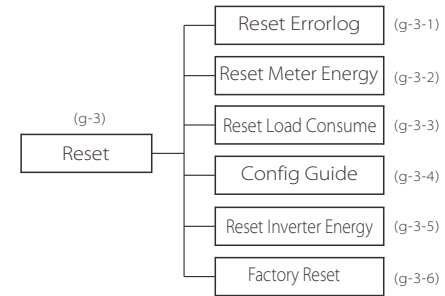 (g-3)
Reset
Reset Errorlog (g-3-1)
Reset Meter Energy (g-3-2)
Reset Load Consume (g-3-3)
Config Guide (g-3-4)
Reset Inverter Energy (g-3-5)
Factory Reset (g-3-6)